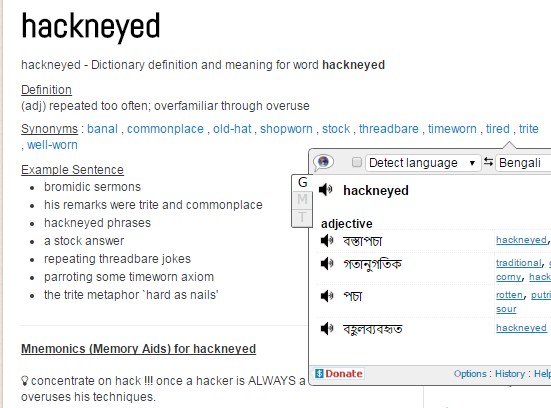 hackneyed
hackneyed - Dictionary definition and meaning for word hackneyed
Definition
(adj) repeated too often; overfamiliar through overuse
Synonyms : banal , commonplace , old-hat , shopworn , stock , threadbare , timeworn , tired , trite
, well-worn
Example Sentence
bromidic sermons
his remarks were trite and commonplace
hackneyed phrases
a stock answer
repeating threadbare jokes
parroting some timeworn axiom
the trite metaphor `hard as nails'
Mnemonics (Memory Aids) for hackneyed
concentrate on hack !!! once a hacker is ALWAYS a
overuses his techniques.
Detect language
Bengali
G
M
T
hackneyed
adjective
বস্তাপচা hackneyed,
গতানুগতিক traditional,
corny, hack
পচা rotten, putri
sour
বহুলব্যবহৃত hackneyed
Donate
Options : History : Help